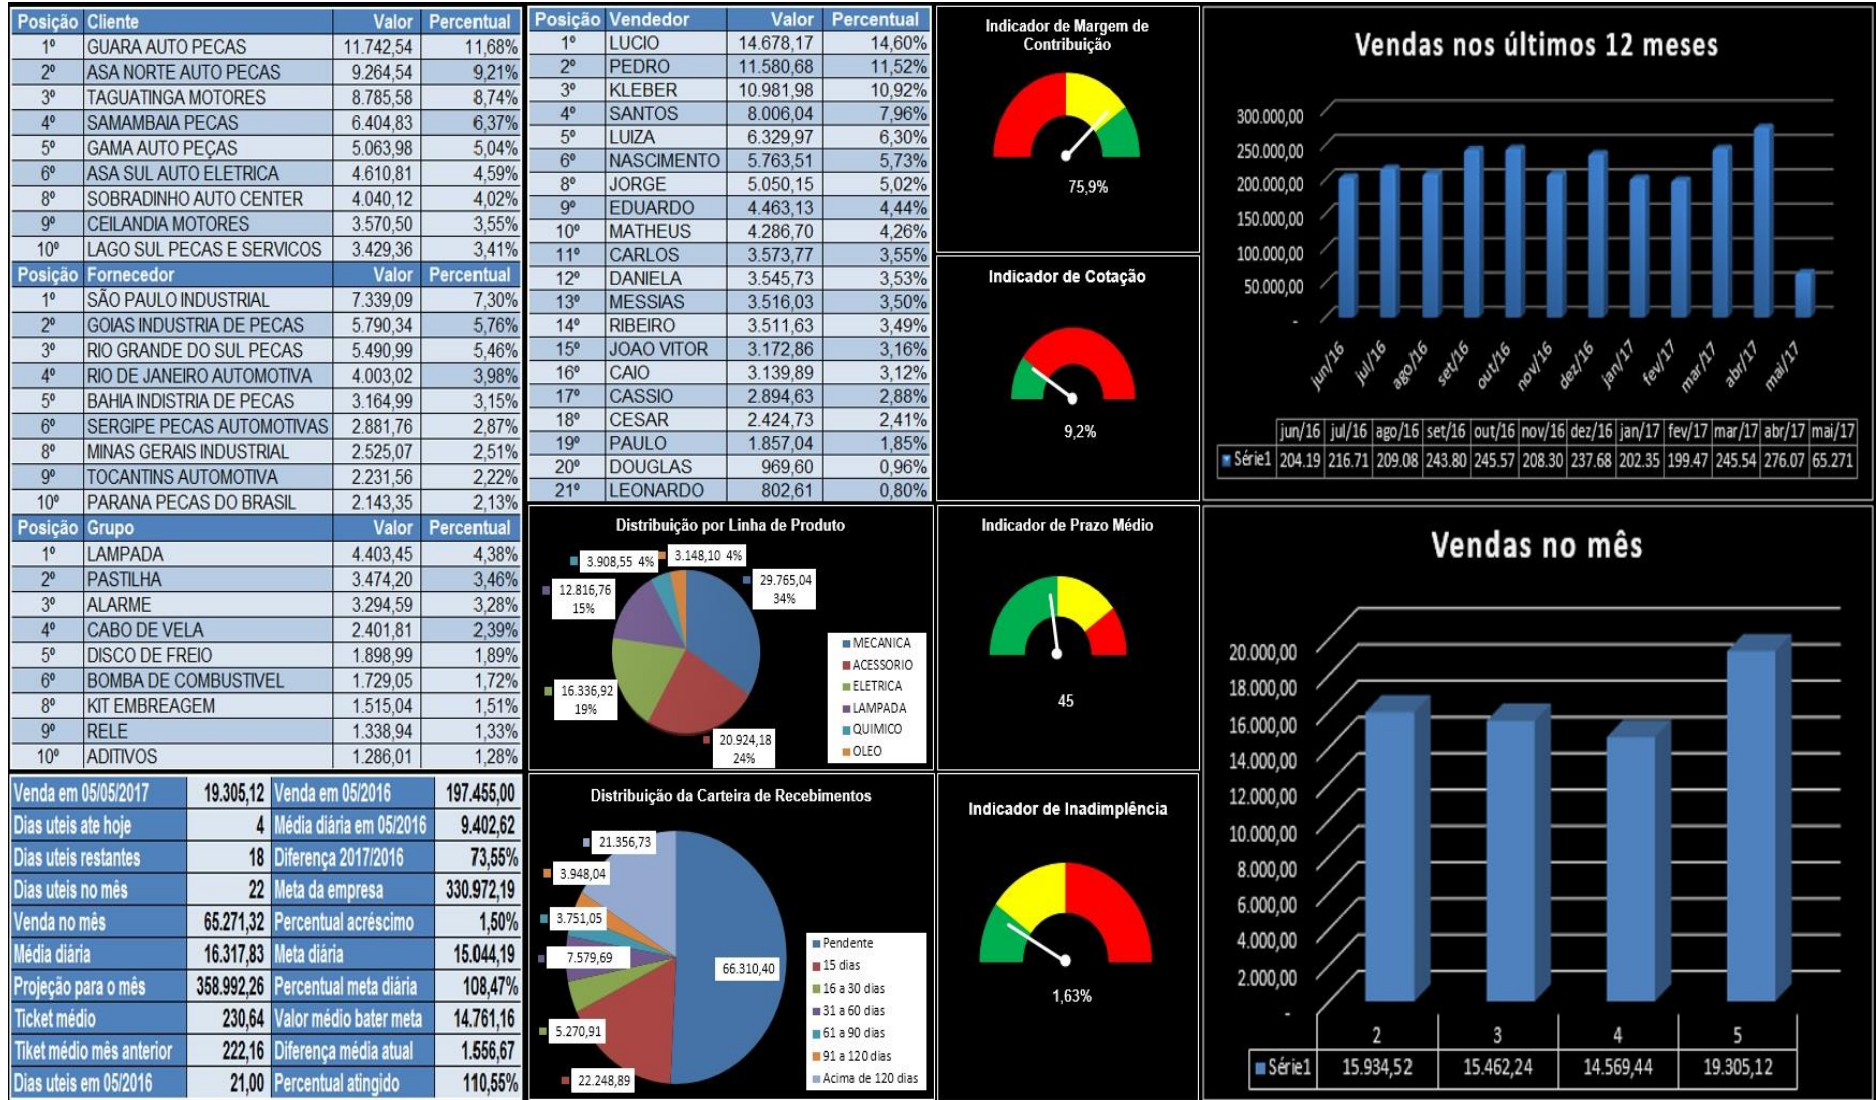 Posição Cliente Valor Percentual
1º GUARA AUTO PECAS 11.742,54 11,68%
2º ASA NORTE AUTO PECAS 9.264,54 9,21%
3º TAGUATINGA MOTORES 8.785,58 8,74%
4º SAMAMBAIA PECAS 6.404,83 6,37%
5º GAMA AUTO PEÇAS 5.063,98 5,04%
6º ASA SUL AUTO ELETRICA 4.610,81 4,59%
8º SOBRADINHO AUTO CENTER 4.040,12 4,02%
9º CEILANDIA MOTORES 3.570,50 3,55%
10º LAGO SUL PECAS E SERVICOS 3.429,36 3,41%
Posição Fornecedor Valor Percentual
1º SÃO PAULO INDUSTRIAL 7.339,09 7,30%
2º GOIAS INDUSTRIA DE PECAS 5.790,34 5,76%
3º RIO GRANDE DO SUL PECAS 5.490,99 5,46%
4º RIO DE JANEIRO AUTOMOTIVA 4.003,02 3,98%
5º BAHIA INDISTRIA DE PECAS 3.164,99 3,15%
6º SERGIPE PECAS AUTOMOTIVAS 2.881,76 2,87%
8º MINAS GERAIS INDUSTRIAL 2.525,07 2,51%
9º TOCANTINS AUTOMOTIVA 2.231,56 2,22%
10º PARANA PECAS DO BRASIL 2.143,35 2,13%
Posição Grupo Valor Percentual
1º LAMPADA 4.403,45 4,38%
2º PASTILHA 3.474,20 3,46%
3º ALARME 3.294,59 3,28%
4º CABO DE VELA 2.401,81 2,39%
5º DISCO DE FREIO 1.898,99 1,89%
6º BOMBA DE COMBUSTIVEL 1.729,05 1,72%
8º KIT EMBREAGEM 1.515,04 1,51%
9º RELE 1.338,94 1,33%
10º ADITIVOS 1.286,01 1,28%
Venda em 05/05/2017 19.305,12 Venda em 05/2016 197.455,00
Dias uteis ate hoje 4 Média diária em 05/2016 9.402,62
Dias uteis restantes 18 Diferença 2017/2016 73,55%
Dias uteis no mês 22 Meta da empresa 330.972,19
Venda no mês 65.271,32 Percentual acréscimo 1,50%
Média diária 16.317,83 Meta diária 15.044,19
Projeção para o mês 358.992,26 Percentual meta diária 108,47%
Ticket médio 230,64 Valor médio bater meta 14.761,16
Tiket médio mês anterior 222,16 Diferença média atual 1.556,67
Dias uteis em 05/2016 21,00 Percentual atingido 110,55%
Posição Vendedor Valor Percentual
1º LUCIO 14.678,17 14,60%
2º PEDRO 11.580,68 11,52%
3º KLEBER 10.981,98 10,92%
4º SANTOS 8.006,04 7,96%
5º LUIZA 6.329,97 6,30%
6º NASCIMENTO 5.763,51 5,73%
8º JORGE 5.050,15 5,02%
9º EDUARDO 4.463,13 4,44%
10º MATHEUS 4.286,70 4,26%
11º CARLOS 3.573,77 3,55%
12º DANIELA 3.545,73 3,53%
13º MESSIAS 3.516,03 3,50%
14º RIBEIRO 3.511,63 3,49%
15º JOAO VITOR 3.172,86 3,16%
16º CAIO 3.139,89 3,12%
17º CASSIO 2.894,63 2,88%
18º CESAR 2.424,73 2,41%
19º PAULO 1.857,04 1,85%
20º DOUGLAS 969,60 0,96%
21º LEONARDO 802,61 0,80%
Distribuição por Linha de Produto
3.908,55 4%
3.148,10 4%
12.816,76
15%
29.765,04
34%
16.336,92
19%
20.924,18
24%
MECANICA
ACESSORIO
ELETRICA
LAMPADA
QUIMICO
OLEO
Distribuição da Carteira de Recebimentos
21.356,73
3.948,04
3.751,05
7.579,69
5.270,91
22.248,89
66.310,40
Pendente
15 dias
16 a 30 dias
31 a 60 dias
61 a 90 dias
91 a 120 dias
Acima de 120 dias
Indicador de Margem de
Contribuição
75,9%
Indicador de Cotação
9,2%
Indicador de Prazo Médio
45
Indicador de Inadimplência
1,63%
Vendas nos últimos 12 meses
300.000,00
250.000,00
200.000,00
150.000,00
100.000,00
50.000,00
-
jun/16 jul/16 ago/16 set/16 out/16 nov/16 dez/16 jan/17 fev/17 mar/17 abr/17 mai/17
jun/16 jul/16 ago/16 set/16 out/16 nov/16 dez/16 jan/17 fev/17 mar/17 abr/17 mai/17
Série1 204.19 216.71 209.08 243.80 245.57 208.30 237.68 202.35 199.47 245.54 276.07 65.271
Vendas no mês
20.000,00
18.000,00
16.000,00
14.000,00
12.000,00
10.000,00
8.000,00
6.000,00
4.000,00
2.000,00
-
2 3 4 5
Série1 15.934,52 15.462,24 14.569,44 19.305,12